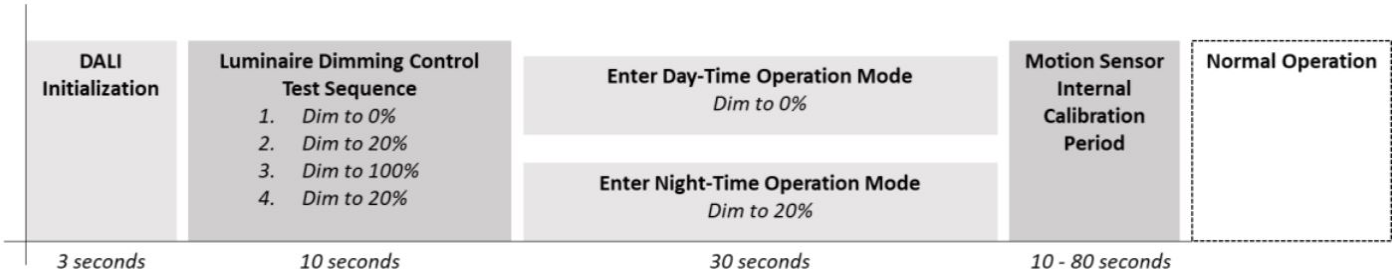 DALI
Initialization
Luminaire Dimming Control
Test Sequence
1. Dim to 0%
2. Dim to 20%
3. Dim to 100%
4. Dim to 20%
Enter Day-Time Operation Mode
Dim to 0%
Enter Night-Time Operation Mode
Dim to 20%
Motion Sensor
Internal
Calibration
Period
Normal Operation
3 seconds
10 seconds
30 seconds
10 - 80 seconds